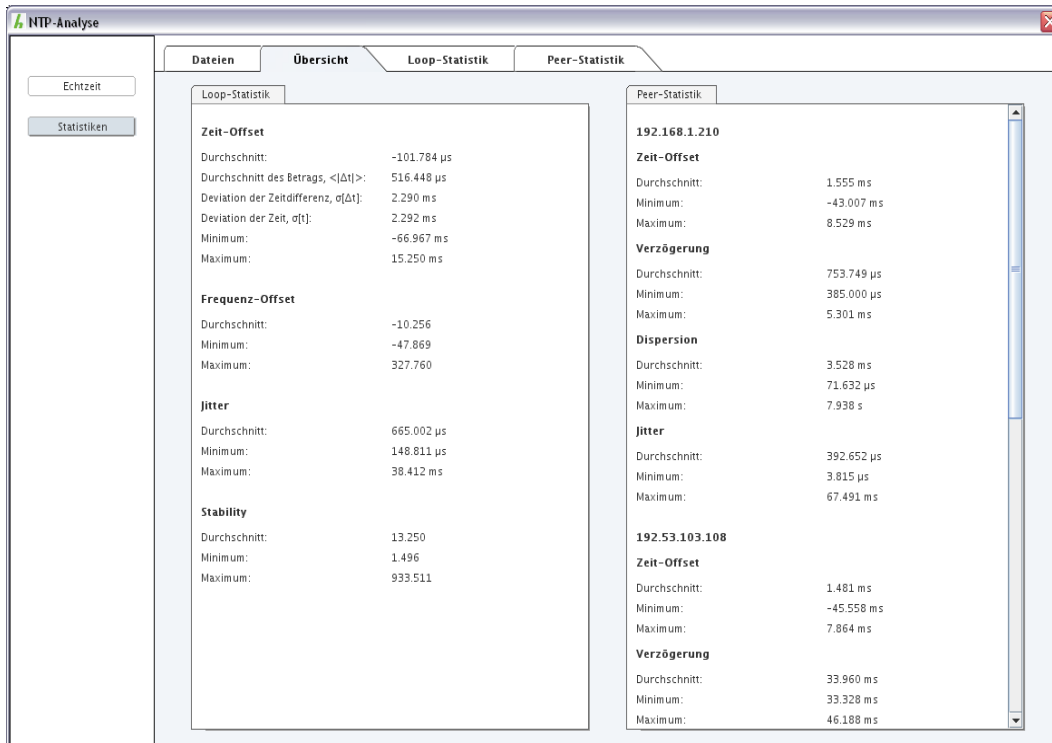 NTP-Analyse
Echtzeit
Statistiken
Dateien Übersicht Loop-Statistik Peer-Statistik
Loop-Statistik
Zeit-Offset
Durchschnitt: -101.784 µs
Durchschnitt des Betrags, <|Δt|>: 516.448 µs
Deviation der Zeitdifferenz, σ[Δt]: 2.290 ms
Deviation der Zeit, σ[t]: 2.292 ms
Minimum: -66.967 ms
Maximum: 15.250 ms
Frequenz-Offset
Durchschnitt: -10.256
Minimum: -47.869
Maximum: 327.760
Jitter
Durchschnitt: 665.002 µs
Minimum: 148.811 µs
Maximum: 38.412 ms
Stability
Durchschnitt: 13.250
Minimum: 1.496
Maximum: 933.511
Peer-Statistik
192.168.1.210
Zeit-Offset
Durchschnitt: 1.555 ms
Minimum: -43.007 ms
Maximum: 8.529 ms
Verzögerung
Durchschnitt: 753.749 µs
Minimum: 385.000 µs
Maximum: 5.301 ms
Dispersion
Durchschnitt: 3.528 ms
Minimum: 71.632 µs
Maximum: 7.938 s
Jitter
Durchschnitt: 392.652 µs
Minimum: 3.815 µs
Maximum: 67.491 ms
192.53.103.108
Zeit-Offset
Durchschnitt: 1.481 ms
Minimum: -45.558 ms
Maximum: 7.864 ms
Verzögerung
Durchschnitt: 33.960 ms
Minimum: 33.328 ms
Maximum: 46.188 ms